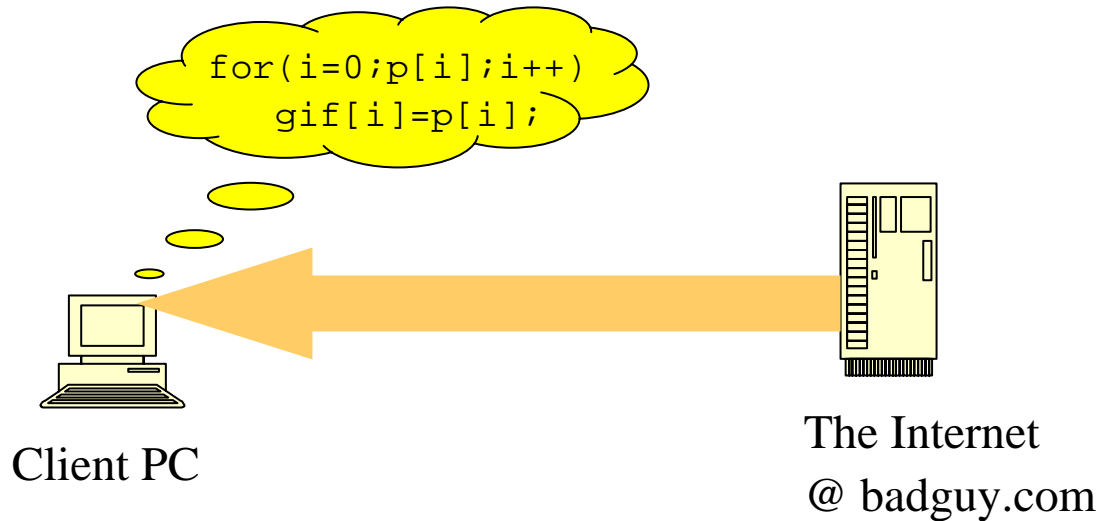 for(i=0;p[i];i++)
gif[i]=p[i];
Client PC
The Internet
@ badguy.com